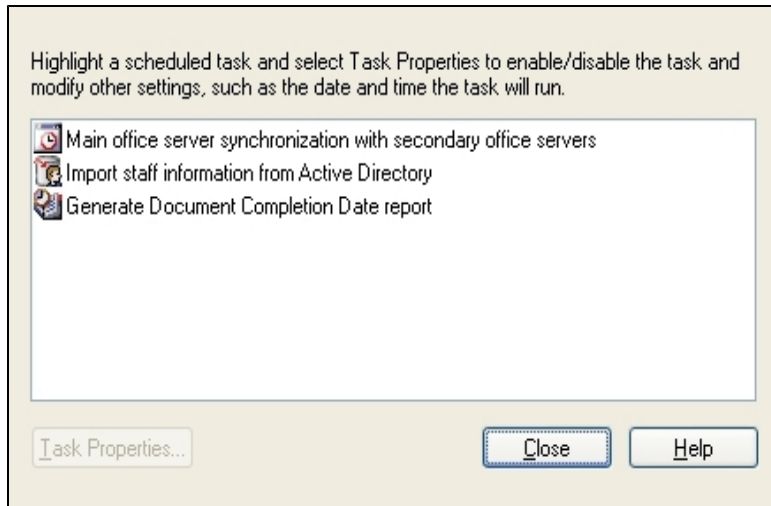 Highlight a scheduled task and select Task Properties to enable/disable the task and
modify other settings, such as the date and time the task will run.
Main office server synchronization with secondary office servers
Import staff information from Active Directory
Generate Document Completion Date report
Task Properties... Close Help